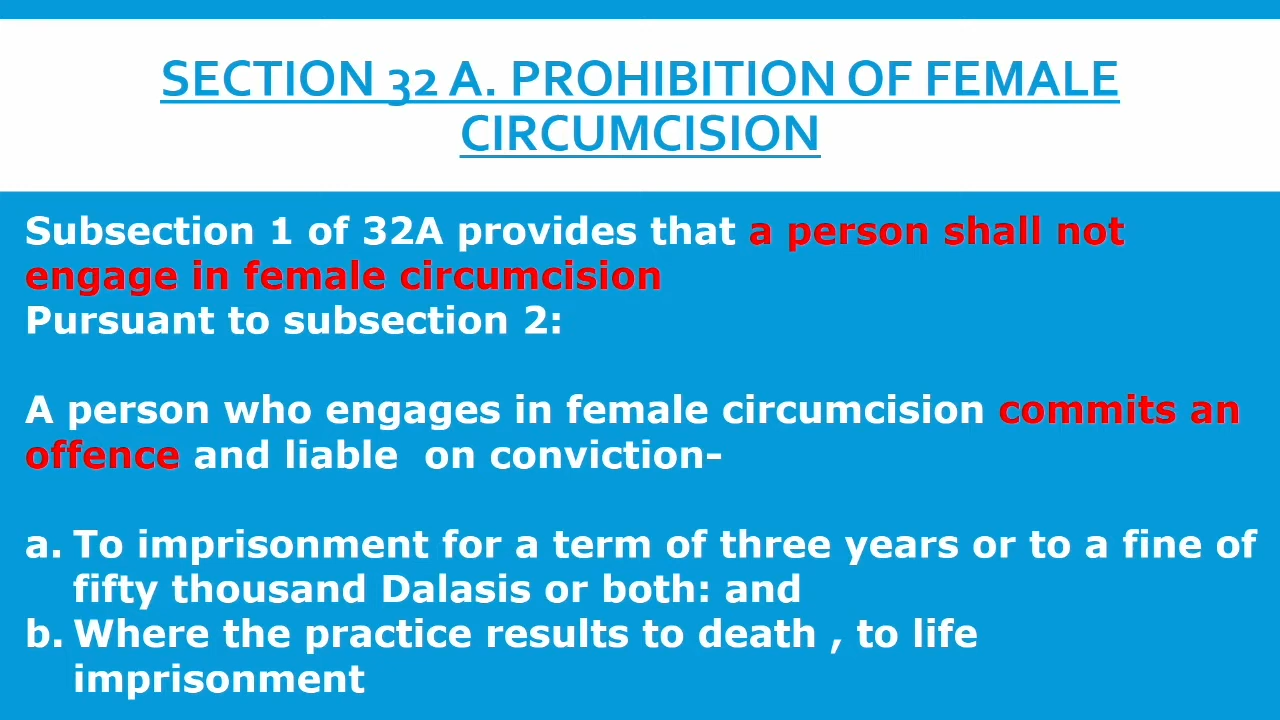 SECTION 32 A. PROHIBITION OF FEMALE
CIRCUMCISION
Subsection 1 of 32A provides that a person shall not
engage in female circumcision
Pursuant to subsection 2:
A person who engages in female circumcision commits an
offence and liable  on conviction-
a. To imprisonment for a term of three years or to a fine of
fifty thousand Dalasis or both: and
b. Where the practice results to death , to life
imprisonment